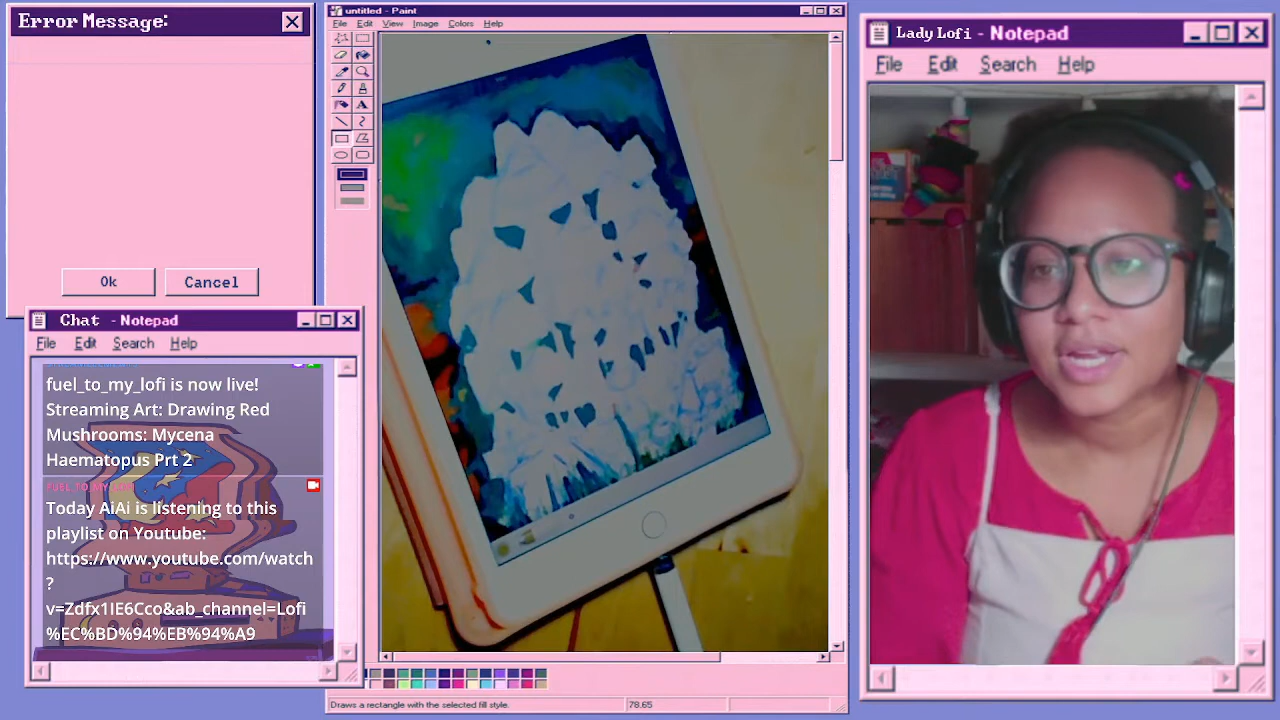 Error Message:
Ok
Cancel
untitled - Paint
File Edit View Image Colors Help
Draws a rectangle with the selected fill style.
78.65
Lady Lofi - Notepad
File Edit Search Help
Chat - Notepad
File Edit Search Help
fuel_to_my_lofi is now live!
Streaming Art: Drawing Red
Mushrooms: Mycena
Haematopus Prt 2
FUEL_TO_MY_LOFI
Today AiAi is listening to this
playlist on Youtube:
https://www.youtube.com/watch
?
v=Zdfx1IE6Cco&ab_channel=Lofi
%EC%BD%94%EB%94%A9